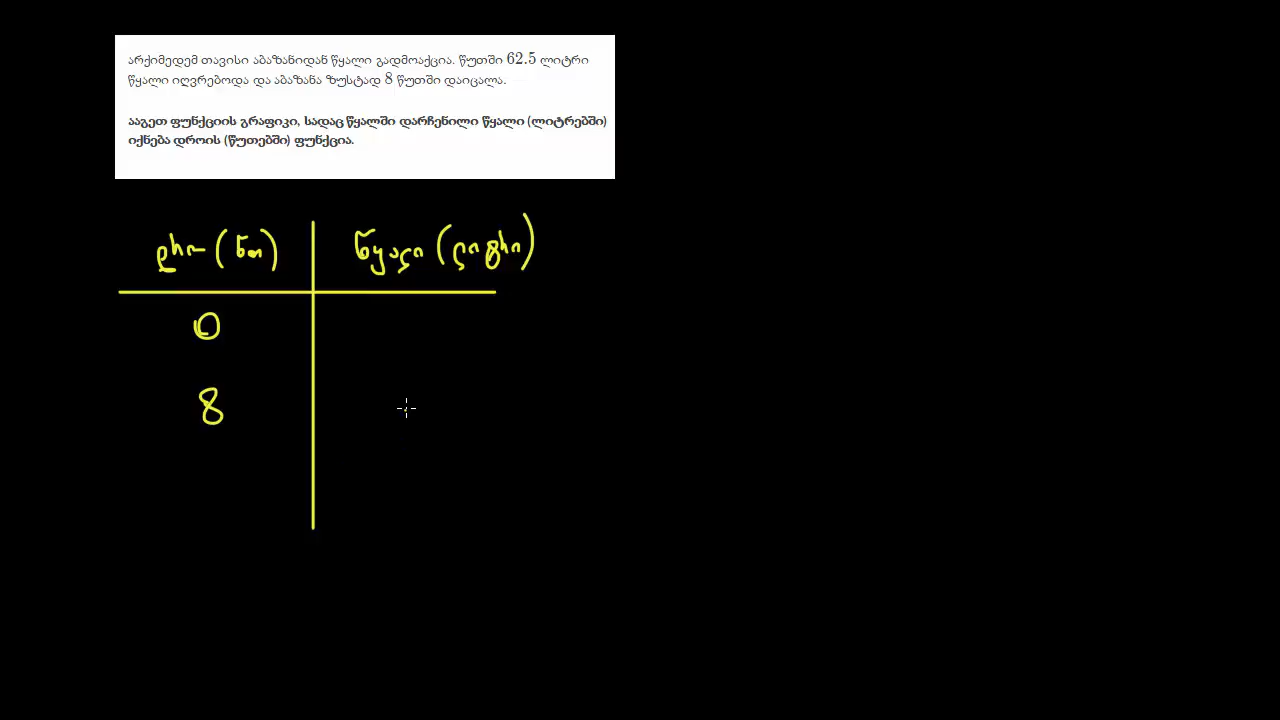 არქიმედემ თავისი აბაზანიდან წყალი გადმოაქცია. წუთში 62.5 ლიტრი
წყალი იღვრებოდა და აბაზანა ზუსტად 8 წუთში დაიცალა.
ააგეთ ფუნქციის გრაფიკი, სადაც წყალში დარჩენილი წყალი (ლიტრებში)
იქნება დროის (წუთებში) ფუნქცია.
დრო (წთ) წყალი (ლიტრი)
0
8